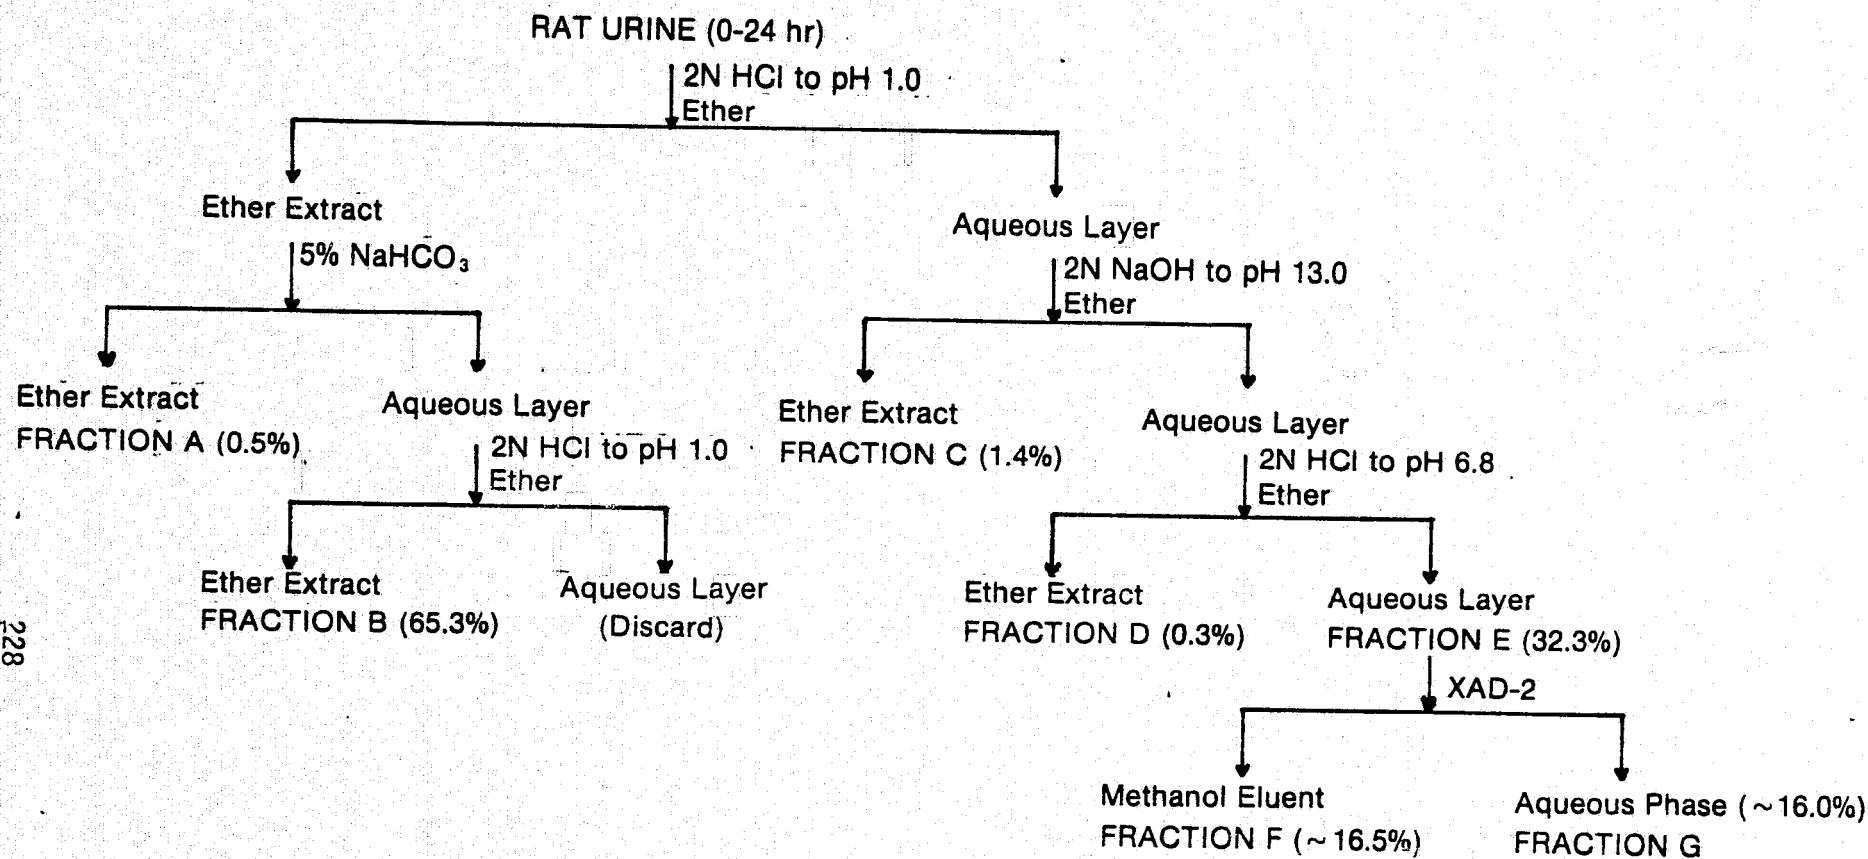 RAT URINE (0-24 hr)
2N HCl to pH 1.0
Ether
Ether Extract
5% NaHCO₃
Aqueous Layer
2N NaOH to pH 13.0
Ether
Ether Extract
FRACTION A (0.5%)
Aqueous Layer
2N HCl to pH 1.0
Ether
Ether Extract
FRACTION C (1.4%)
Aqueous Layer
2N HCl to pH 6.8
Ether
Ether Extract
FRACTION B (65.3%)
Aqueous Layer
(Discard)
Ether Extract
FRACTION D (0.3%)
Aqueous Layer
FRACTION E (32.3%)
XAD-2
Methanol Eluent
FRACTION F (~16.5%)
Aqueous Phase (~16.0%)
FRACTION G
228